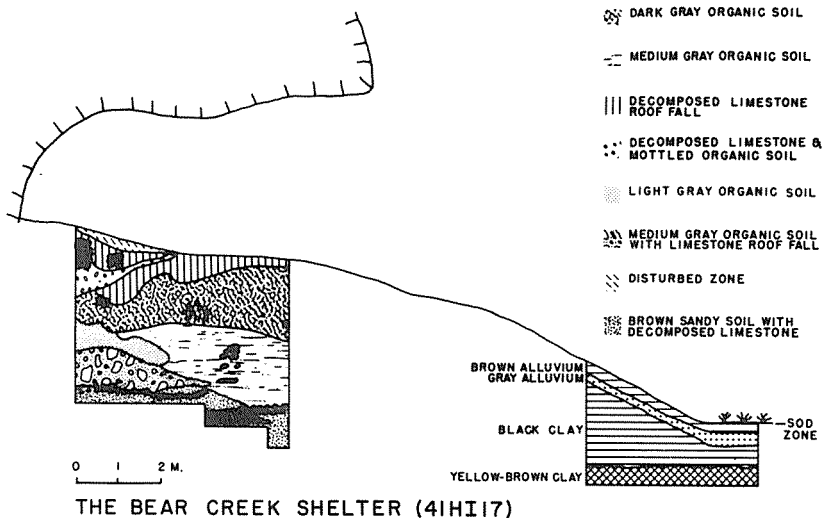 DARK GRAY ORGANIC SOIL
MEDIUM GRAY ORGANIC SOIL
DECOMPOSED LIMESTONE
ROOF FALL
DECOMPOSED LIMESTONE &
MOTTLED ORGANIC SOIL
LIGHT GRAY ORGANIC SOIL
MEDIUM GRAY ORGANIC SOIL
WITH LIMESTONE ROOF FALL
DISTURBED ZONE
BROWN SANDY SOIL WITH
DECOMPOSED LIMESTONE
BROWN ALLUVIUM
GRAY ALLUVIUM
BLACK CLAY
SOD
ZONE
YELLOW-BROWN CLAY
0 1 2 M.
THE BEAR CREEK SHELTER (41HI17)